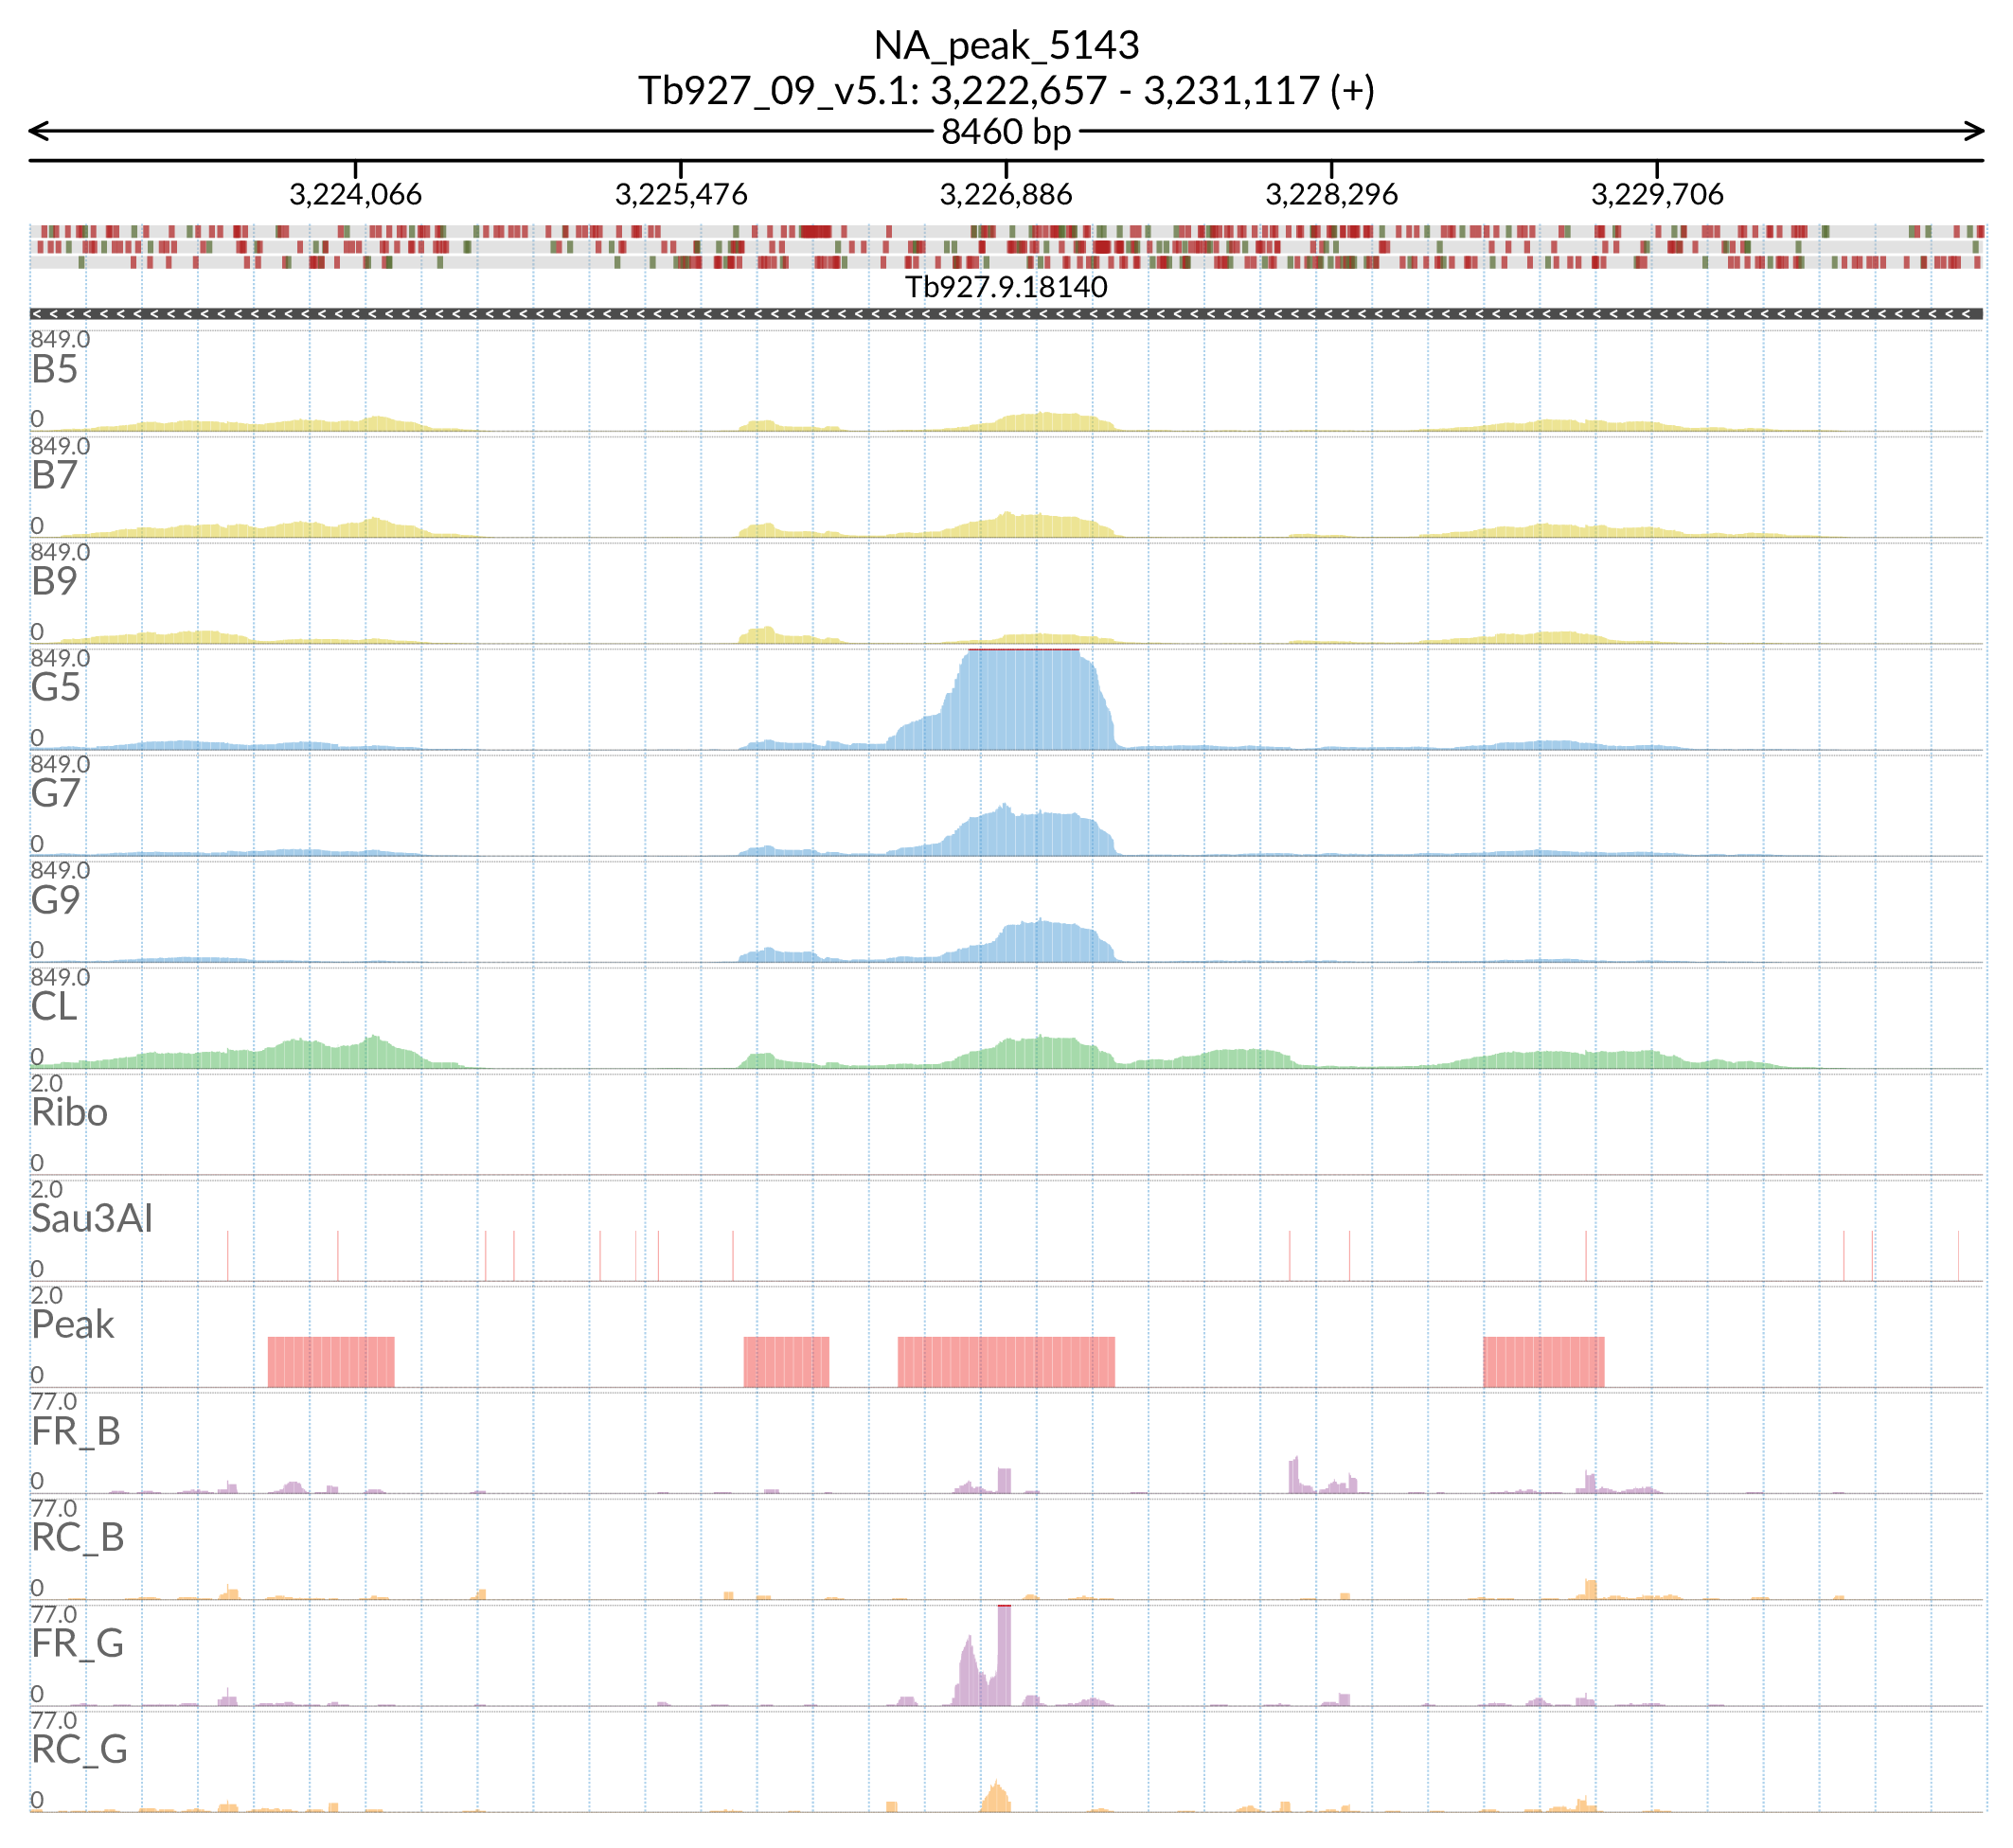 NA_peak_5143
Tb927_09_v5.1: 3,222,657 - 3,231,117 (+)
8460 bp
3,224,066 3,225,476 3,226,886 3,228,296 3,229,706
Tb927.9.18140
849.0
B5
0
849.0
B7
0
849.0
B9
0
849.0
G5
0
849.0
G7
0
849.0
G9
0
849.0
CL
0
2.0
Ribo
0
2.0
Sau3AI
0
2.0
Peak
0
77.0
FR_B
0
77.0
RC_B
0
77.0
FR_G
0
77.0
RC_G
0